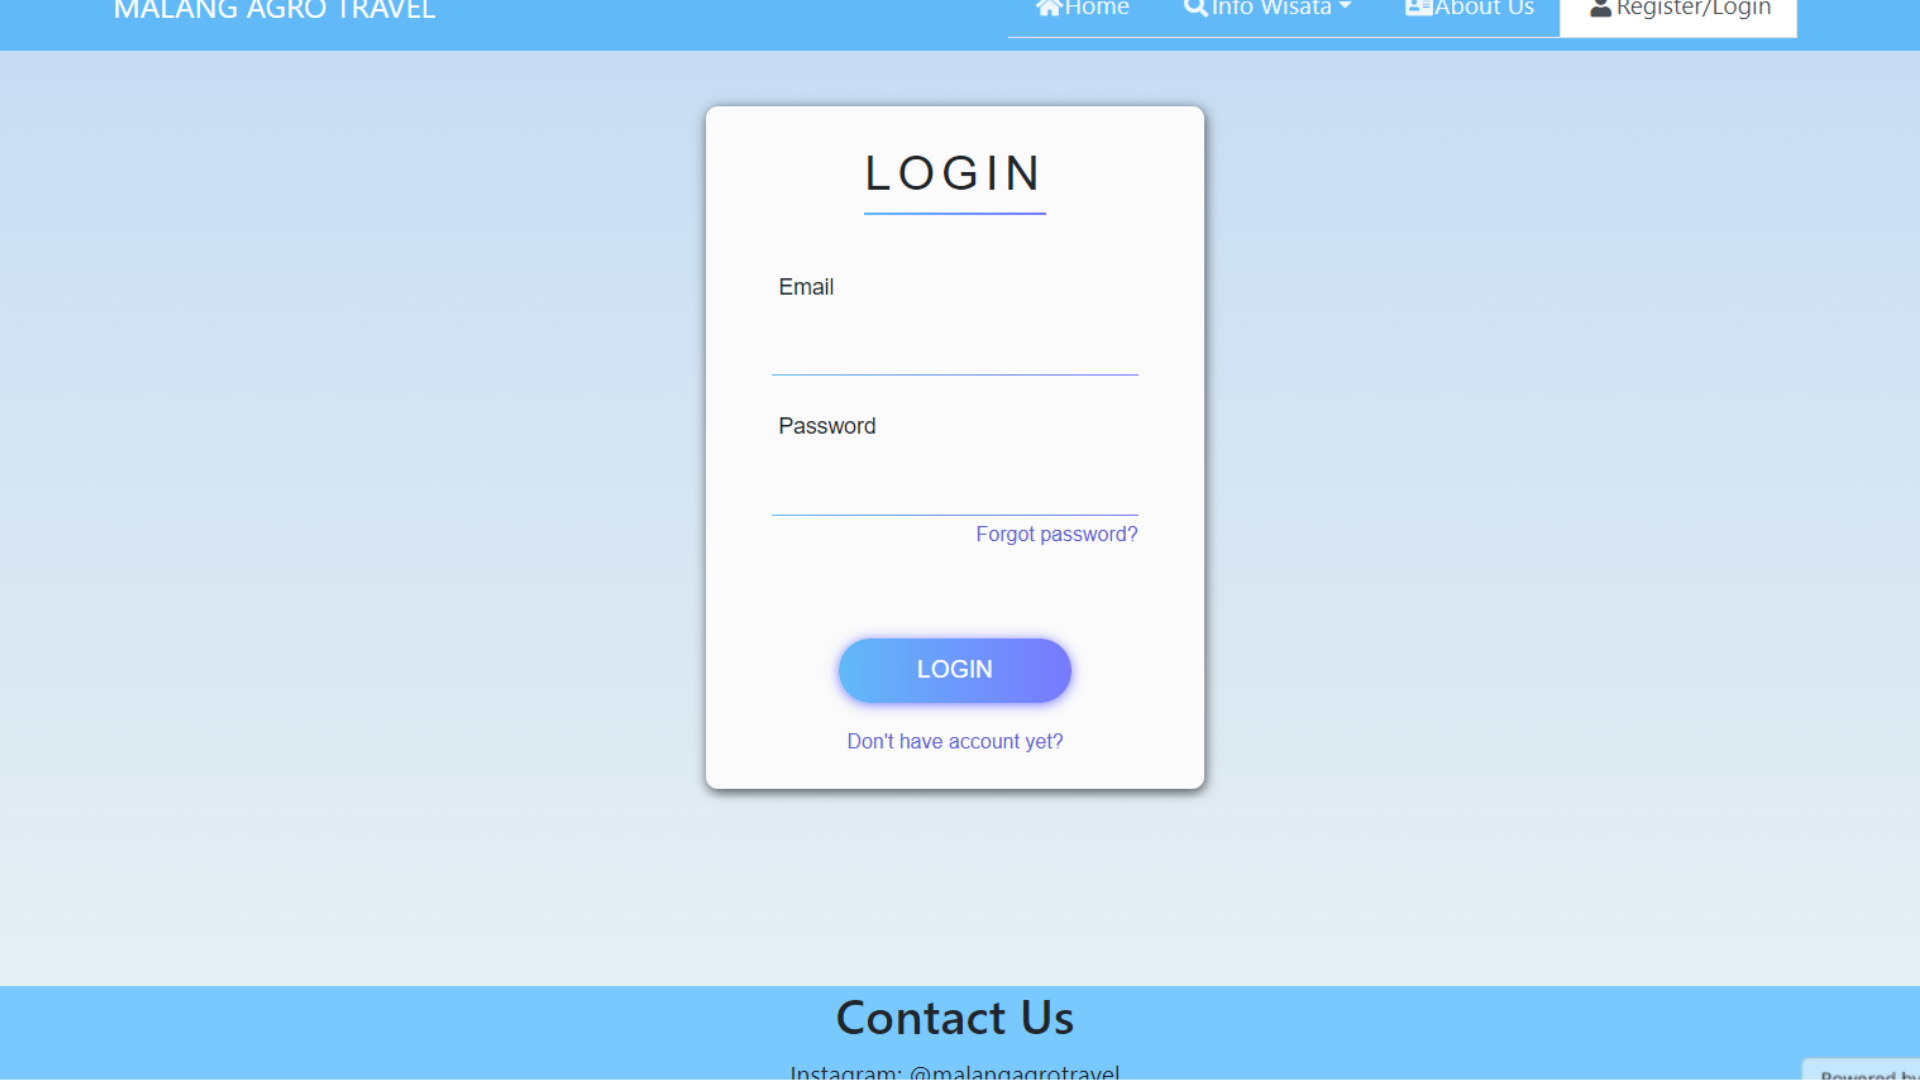 MALANG AGRO TRAVEL
Home Info Wisata About Us Register/Login
LOGIN
Email
Password
Forgot password?
LOGIN
Don't have account yet?
Contact Us
Instagram: @malangagrotravel
Powered by